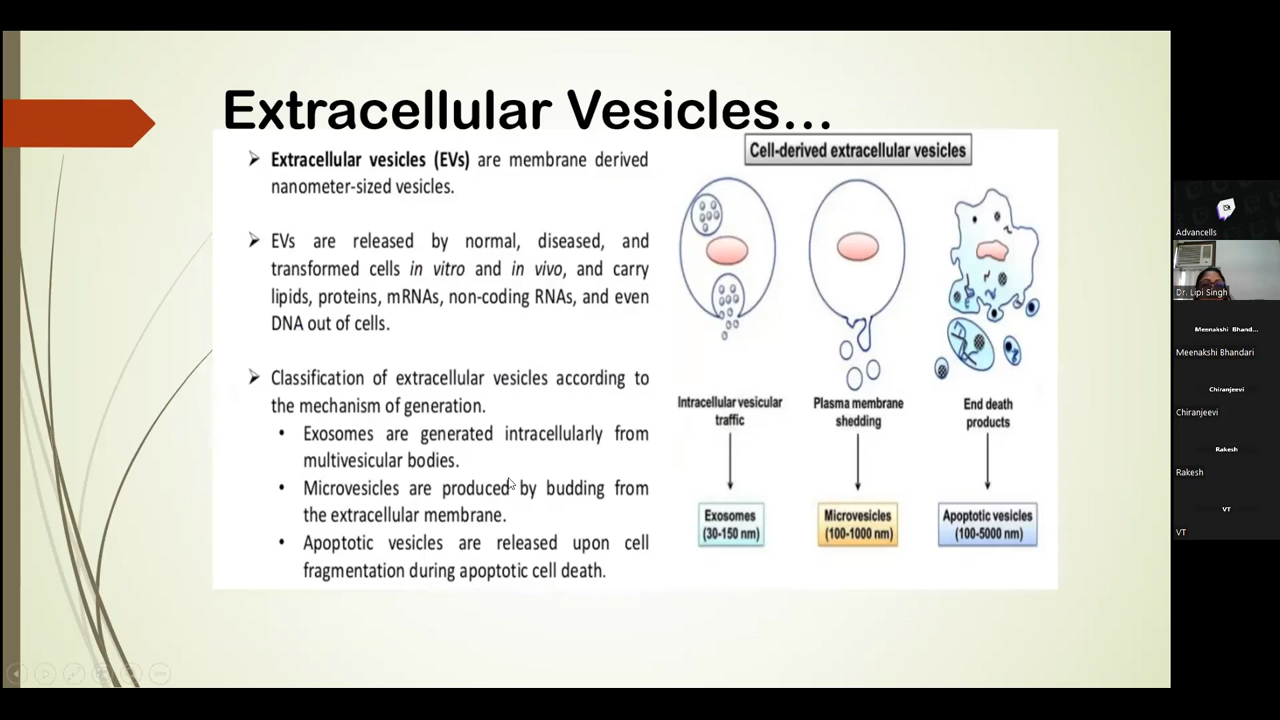 Extracellular Vesicles...
Extracellular vesicles (EVs) are membrane derived
nanometer-sized vesicles.
EVs are released by normal, diseased, and
transformed cells in vitro and in vivo, and carry
lipids, proteins, mRNAs, non-coding RNAs, and even
DNA out of cells.
Classification of extracellular vesicles according to
the mechanism of generation.
Exosomes are generated intracellularly from
multivesicular bodies.
Microvesicles are produced by budding from
the extracellular membrane.
Apoptotic vesicles are released upon cell
fragmentation during apoptotic cell death.
Cell-derived extracellular vesicles
Intracellular vesicular
traffic
Plasma membrane
shedding
End death
products
Exosomes
(30-150 nm)
Microvesicles
(100-1000 nm)
Apoptotic vesicles
(100-5000 nm)
Advancells
Dr. Lipi Singh
Meenakshi Bhand...
Meenakshi Bhandari
Chiranjeevi
Chiranjeevi
Rakesh
Rakesh
VT
VT